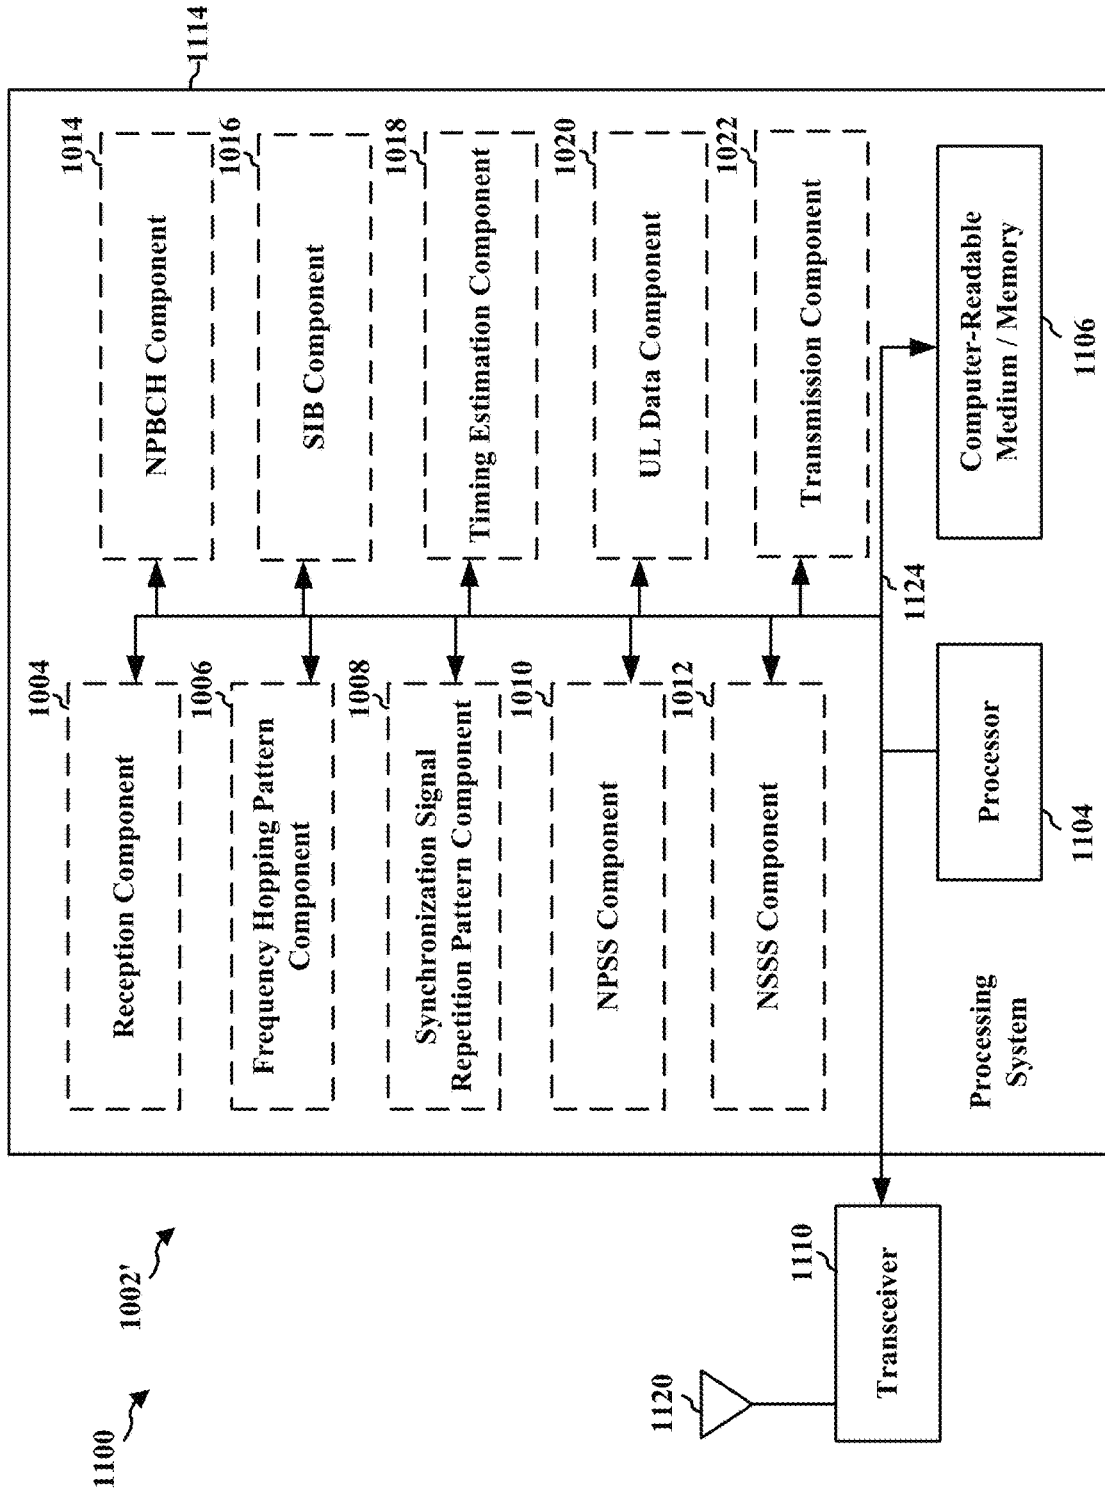 1100
1002'
1114
1004
Reception Component
1006
Frequency Hopping Pattern
Component
1008
Synchronization Signal
Repetition Pattern Component
1010
NPSS Component
1012
NSSS Component
1014
NPBCH Component
1016
SIB Component
1018
Timing Estimation Component
1020
UL Data Component
1022
Transmission Component
1120
1110
Transceiver
Processing
System
Processor
1104
1124
Computer-Readable
Medium / Memory
1106